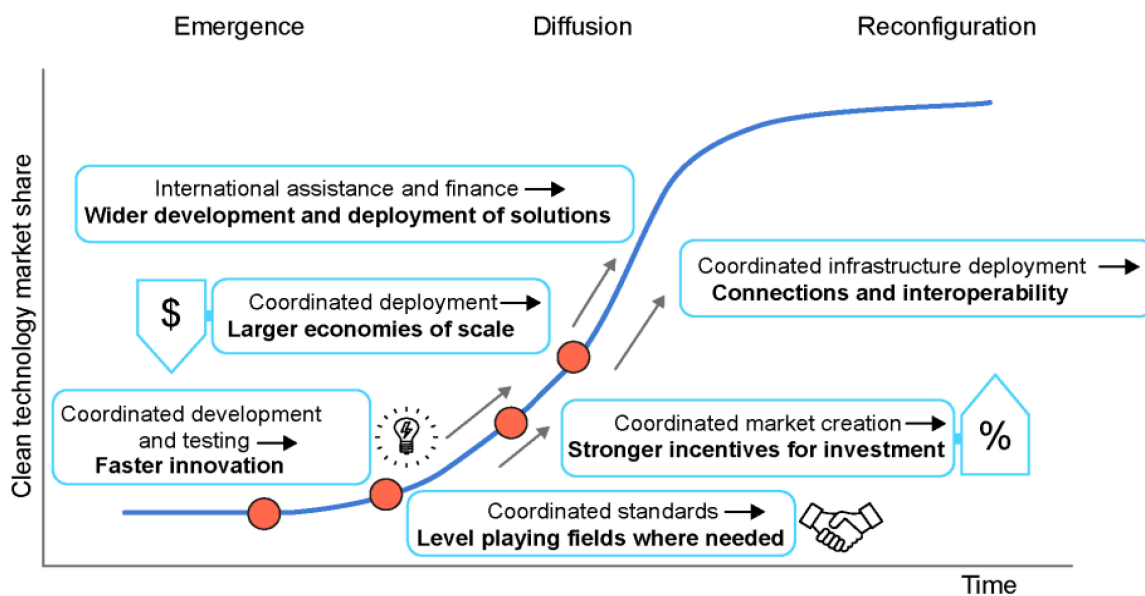 Emergence
Diffusion
Reconfiguration
Clean technology market share
International assistance and finance →
Wider development and deployment of solutions
Coordinated infrastructure deployment →
Connections and interoperability
$
Coordinated deployment →
Larger economies of scale
Coordinated development
and testing →
Faster innovation
Coordinated market creation →
Stronger incentives for investment
%
Coordinated standards →
Level playing fields where needed
Time